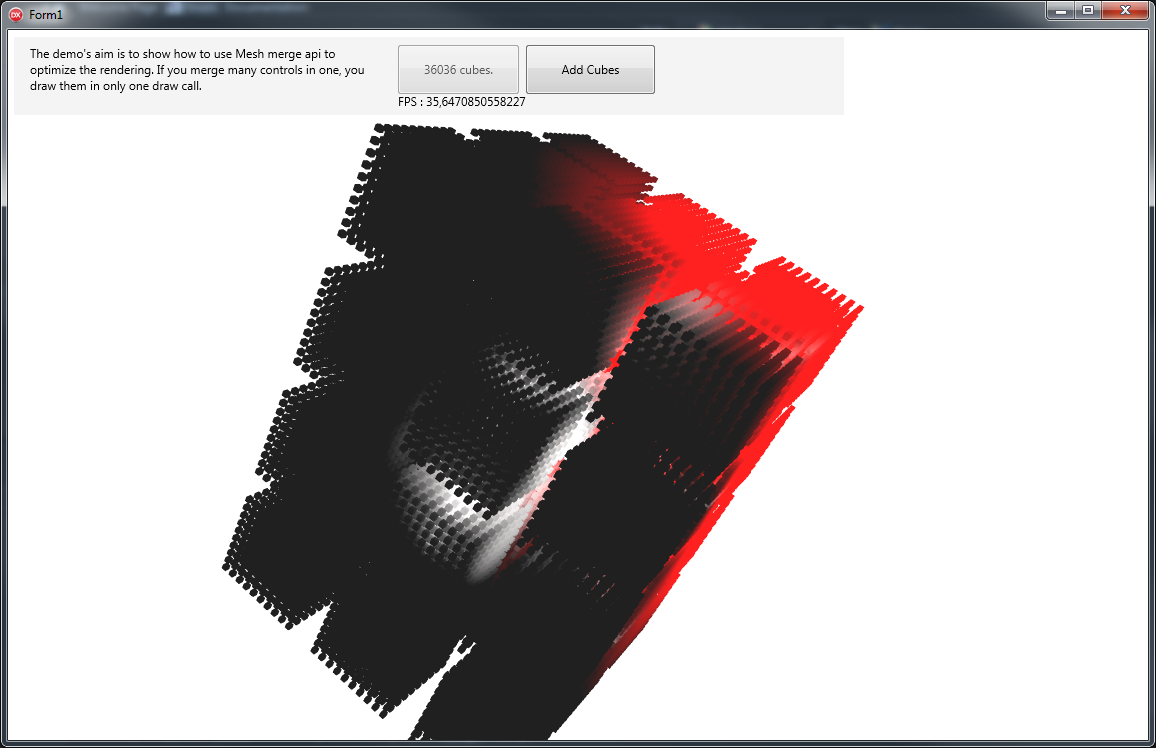 Form1
The demo's aim is to show how to use Mesh merge api to
optimize the rendering. If you merge many controls in one, you
draw them in only one draw call.
36036 cubes.
Add Cubes
FPS : 35,6470850558227